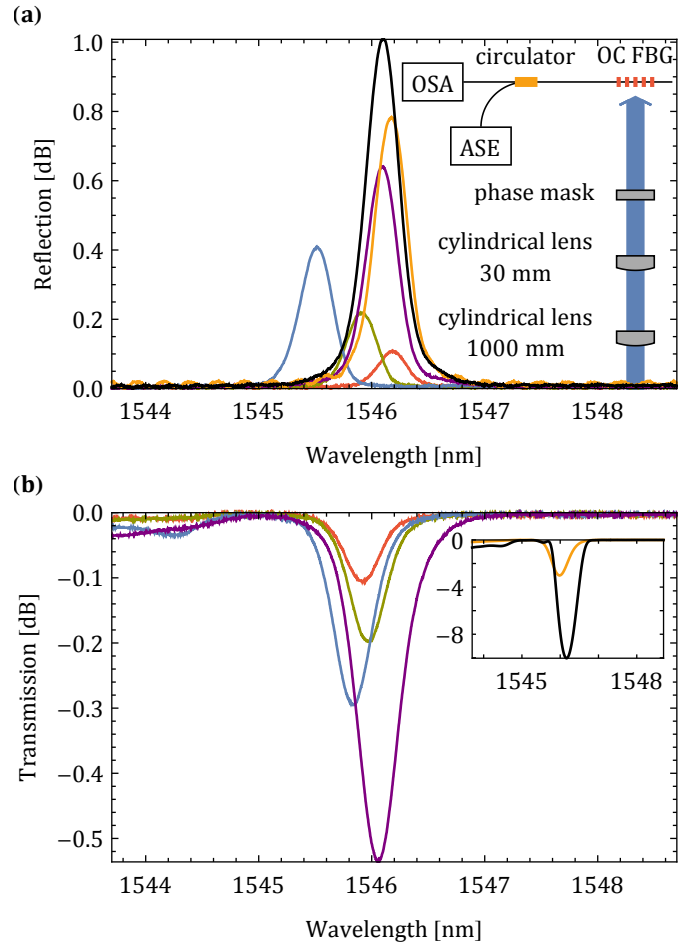 (a)
1.0
0.8
0.6
0.4
0.2
0.0
Reflection [dB]
circulator
OC FBG
OSA
ASE
phase mask
cylindrical lens
30 mm
cylindrical lens
1000 mm
1544
1545
1546
1547
1548
Wavelength [nm]
(b)
0.0
−0.1
−0.2
−0.3
−0.4
−0.5
Transmission [dB]
0
−4
−8
1545
1548
1544
1545
1546
1547
1548
Wavelength [nm]